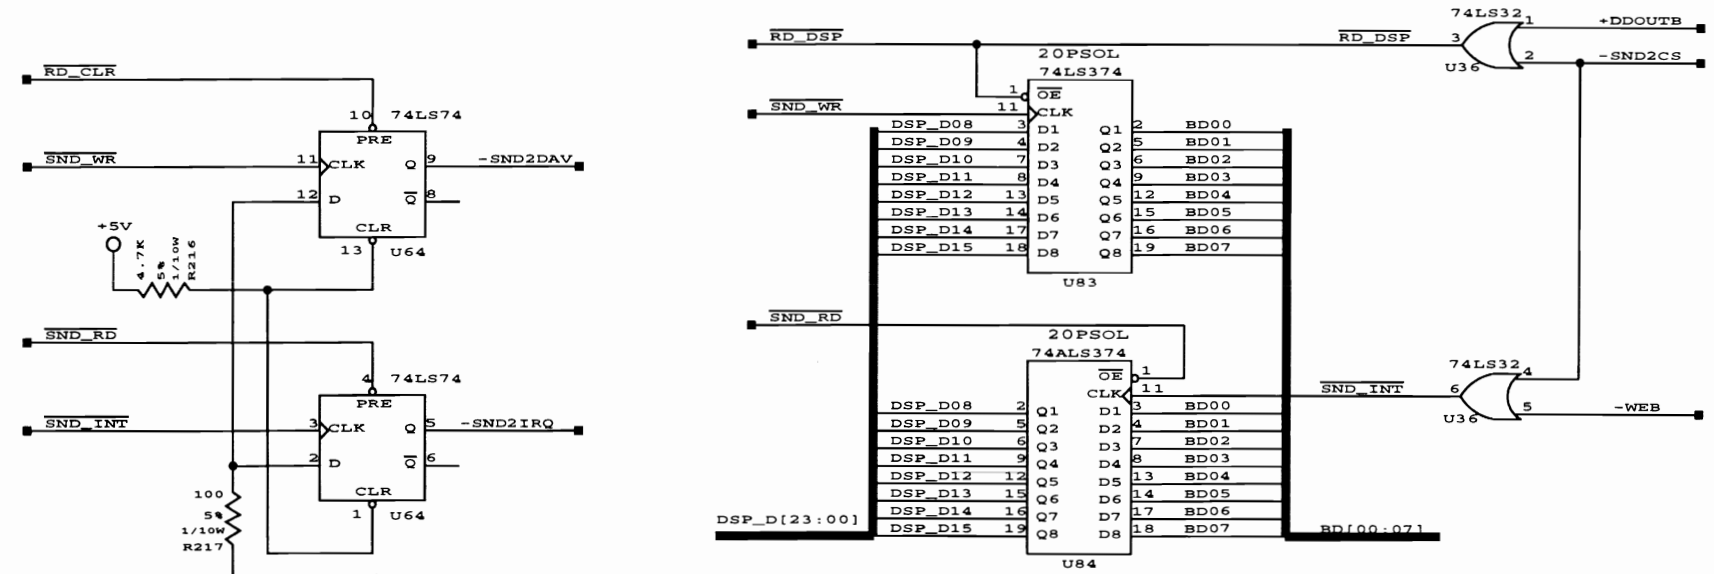 RD_CLR
10 74LS74
PRE
SND_WR 11 CLK Q 9 -SND2DAV
12 D Q 8
CLR
13 U64
+5V
4.7K
5%
1/10W
R216
SND_RD
4 74LS74
PRE
SND_INT 3 CLK Q 5 -SND2IRQ
2 D Q 6
CLR
1 U64
100
5%
1/10W
R217
RD_DSP RD_DSP 3 74LS32 1 +DDOUTB
U36 2 -SND2CS
20PSOL
74LS374
1 OE
SND_WR 11 CLK
DSP_D08 3 D1 Q1 2 BD00
DSP_D09 4 D2 Q2 5 BD01
DSP_D10 7 D3 Q3 6 BD02
DSP_D11 8 D4 Q4 9 BD03
DSP_D12 13 D5 Q5 12 BD04
DSP_D13 14 D6 Q6 15 BD05
DSP_D14 17 D7 Q7 16 BD06
DSP_D15 18 D8 Q8 19 BD07
U83
SND_RD
20PSOL
74ALS374
OE 1
CLK 11 SND_INT 6 74LS32 4
U36 5 -WEB
DSP_D08 2 Q1 D1 3 BD00
DSP_D09 5 Q2 D2 4 BD01
DSP_D10 6 Q3 D3 7 BD02
DSP_D11 9 Q4 D4 8 BD03
DSP_D12 12 Q5 D5 13 BD04
DSP_D13 15 Q6 D6 14 BD05
DSP_D14 16 Q7 D7 17 BD06
DSP_D15 19 Q8 D8 18 BD07
DSP_D[23:00] BD[00:07]
U84